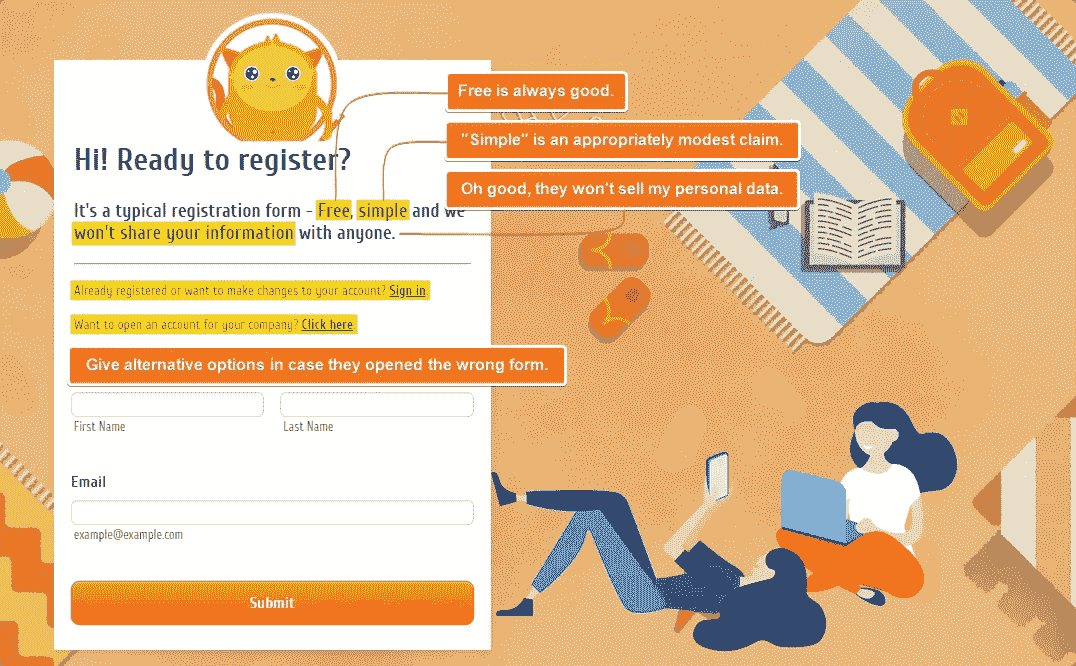 Free is always good.
"Simple" is an appropriately modest claim.
Hi! Ready to register?
Oh good, they won't sell my personal data.
It's a typical registration form - Free, simple and we
won't share your information with anyone.
Already registered or want to make changes to your account? Sign in
Want to open an account for your company? Click here
Give alternative options in case they opened the wrong form.
First Name
Last Name
Email
example@example.com
Submit